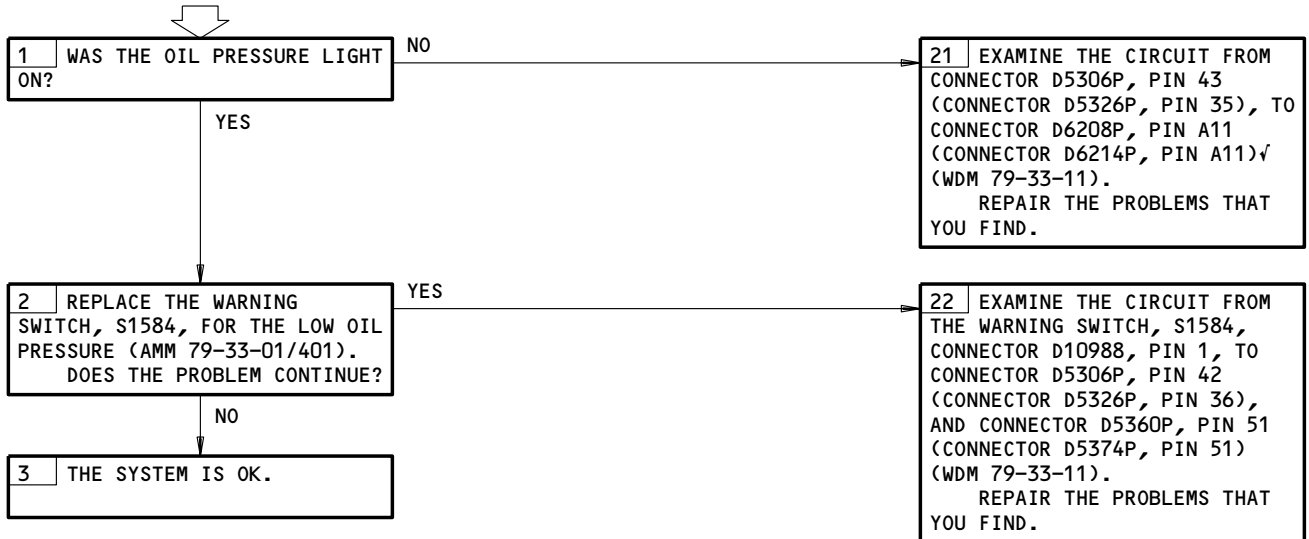 1 WAS THE OIL PRESSURE LIGHT
ON?
NO
YES
21 EXAMINE THE CIRCUIT FROM
CONNECTOR D5306P, PIN 43
(CONNECTOR D5326P, PIN 35), TO
CONNECTOR D6208P, PIN A11
(CONNECTOR D6214P, PIN A11)√
(WDM 79-33-11).
REPAIR THE PROBLEMS THAT
YOU FIND.
2 REPLACE THE WARNING
SWITCH, S1584, FOR THE LOW OIL
PRESSURE (AMM 79-33-01/401).
DOES THE PROBLEM CONTINUE?
YES
NO
22 EXAMINE THE CIRCUIT FROM
THE WARNING SWITCH, S1584,
CONNECTOR D10988, PIN 1, TO
CONNECTOR D5306P, PIN 42
(CONNECTOR D5326P, PIN 36),
AND CONNECTOR D5360P, PIN 51
(CONNECTOR D5374P, PIN 51)
(WDM 79-33-11).
REPAIR THE PROBLEMS THAT
YOU FIND.
3 THE SYSTEM IS OK.